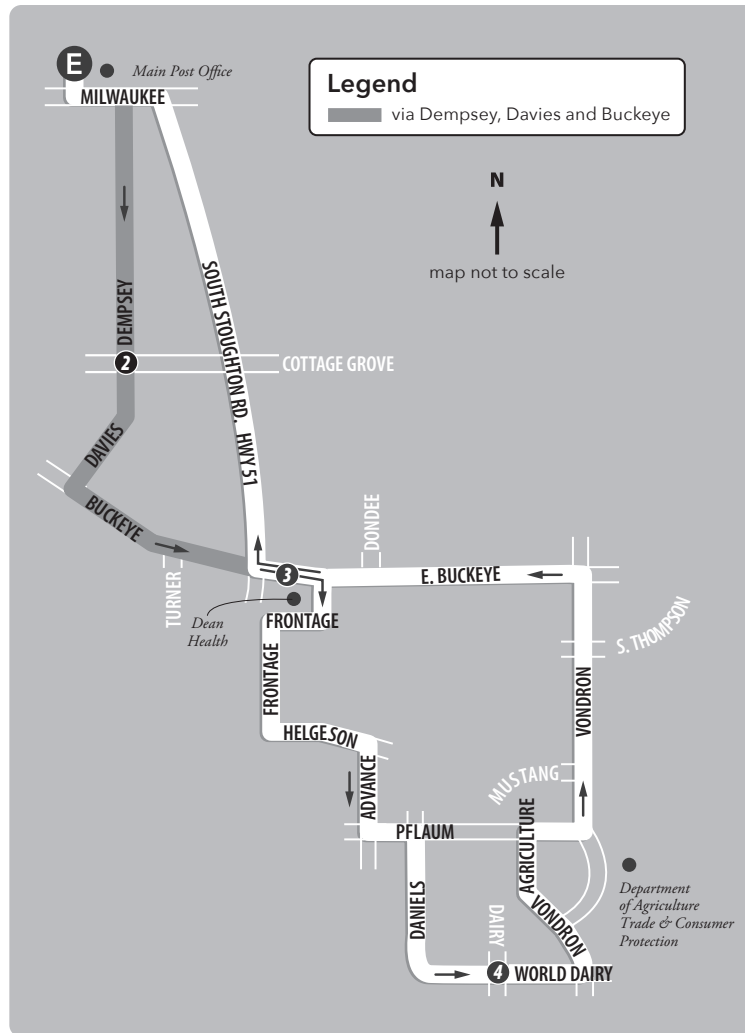 E
Main Post Office
MILWAUKEE
Legend
via Dempsey, Davies and Buckeye
N
map not to scale
DEMPSEY
SOUTH STOUGHTON RD. HWY 51
2
COTTAGE GROVE
DAVIES
BUCKEYE
TURNER
DONDEE
3
E. BUCKEYE
Dean
Health
FRONTAGE
FRONTAGE
S. THOMPSON
VONDRON
HELGESON
ADVANCE
MUSTANG
PFLAUM
AGRICULTURE
DANIELS
DAIRY
VONDRON
Department
of Agriculture
Trade & Consumer
Protection
4
WORLD DAIRY